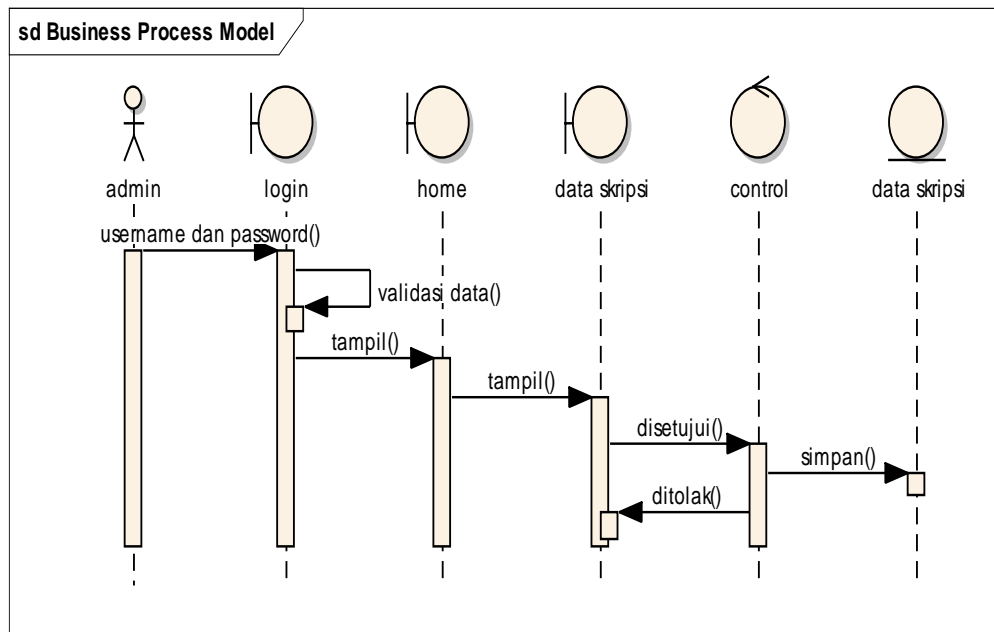 sd Business Process Model
admin
login
home
data skripsi
control
data skripsi
username dan password()
validasi data()
tampil()
tampil()
disetujui()
simpan()
ditolak()